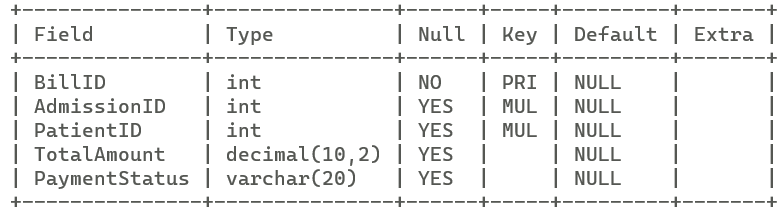 +---------------+---------------+------+-----+---------+-------+
| Field         | Type          | Null | Key | Default | Extra |
+---------------+---------------+------+-----+---------+-------+
| BillID        | int           | NO   | PRI | NULL    |       |
| AdmissionID   | int           | YES  | MUL | NULL    |       |
| PatientID     | int           | YES  | MUL | NULL    |       |
| TotalAmount   | decimal(10,2) | YES  |     | NULL    |       |
| PaymentStatus | varchar(20)   | YES  |     | NULL    |       |
+---------------+---------------+------+-----+---------+-------+